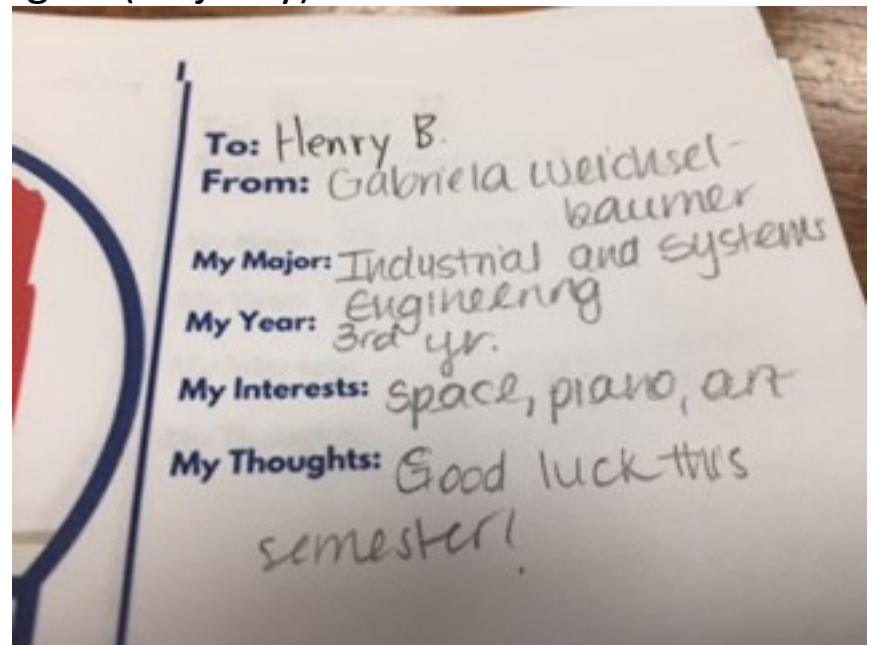 To: Henry B.
From: Gabriela Weichsel-
baumer
My Major: Industrial and Systems
Engineering
My Year: 3rd yr.
My Interests: space, piano, art
My Thoughts: Good luck this
semester!